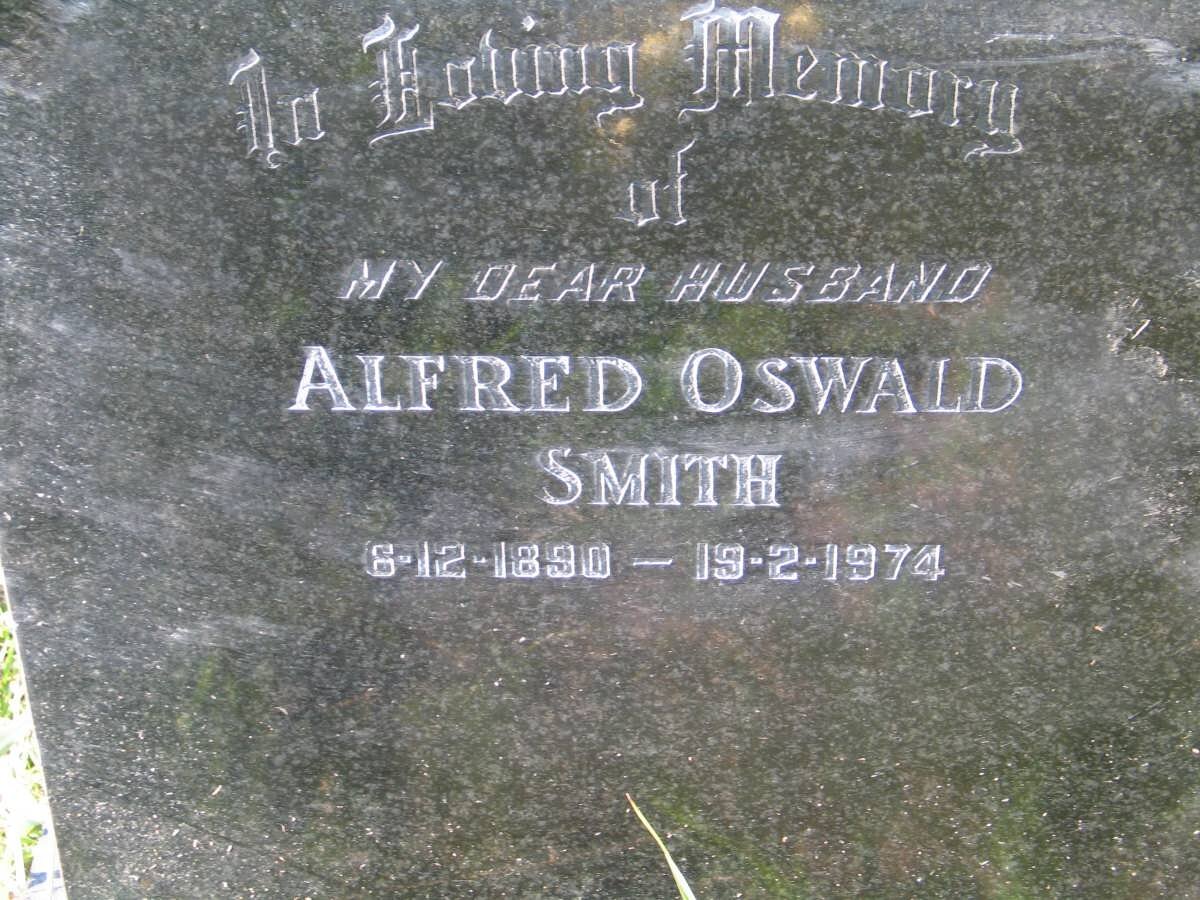 In Loving Memory
of
MY DEAR HUSBAND
ALFRED OSWALD
SMITH
6-12-1890 — 19-2-1974